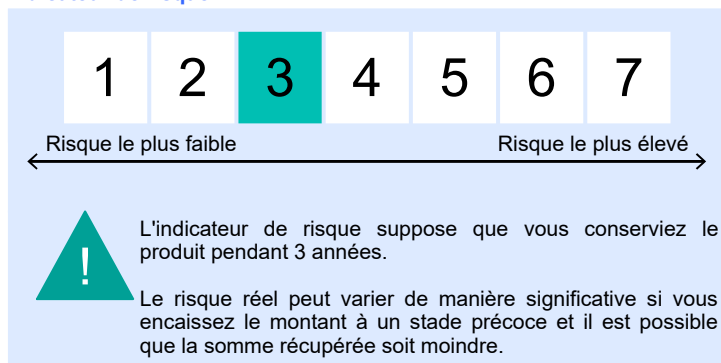 1 2 3 4 5 6 7
Risque le plus faible Risque le plus élevé
!
L'indicateur de risque suppose que vous conserviez le
produit pendant 3 années.
Le risque réel peut varier de manière significative si vous
encaissez le montant à un stade précoce et il est possible
que la somme récupérée soit moindre.